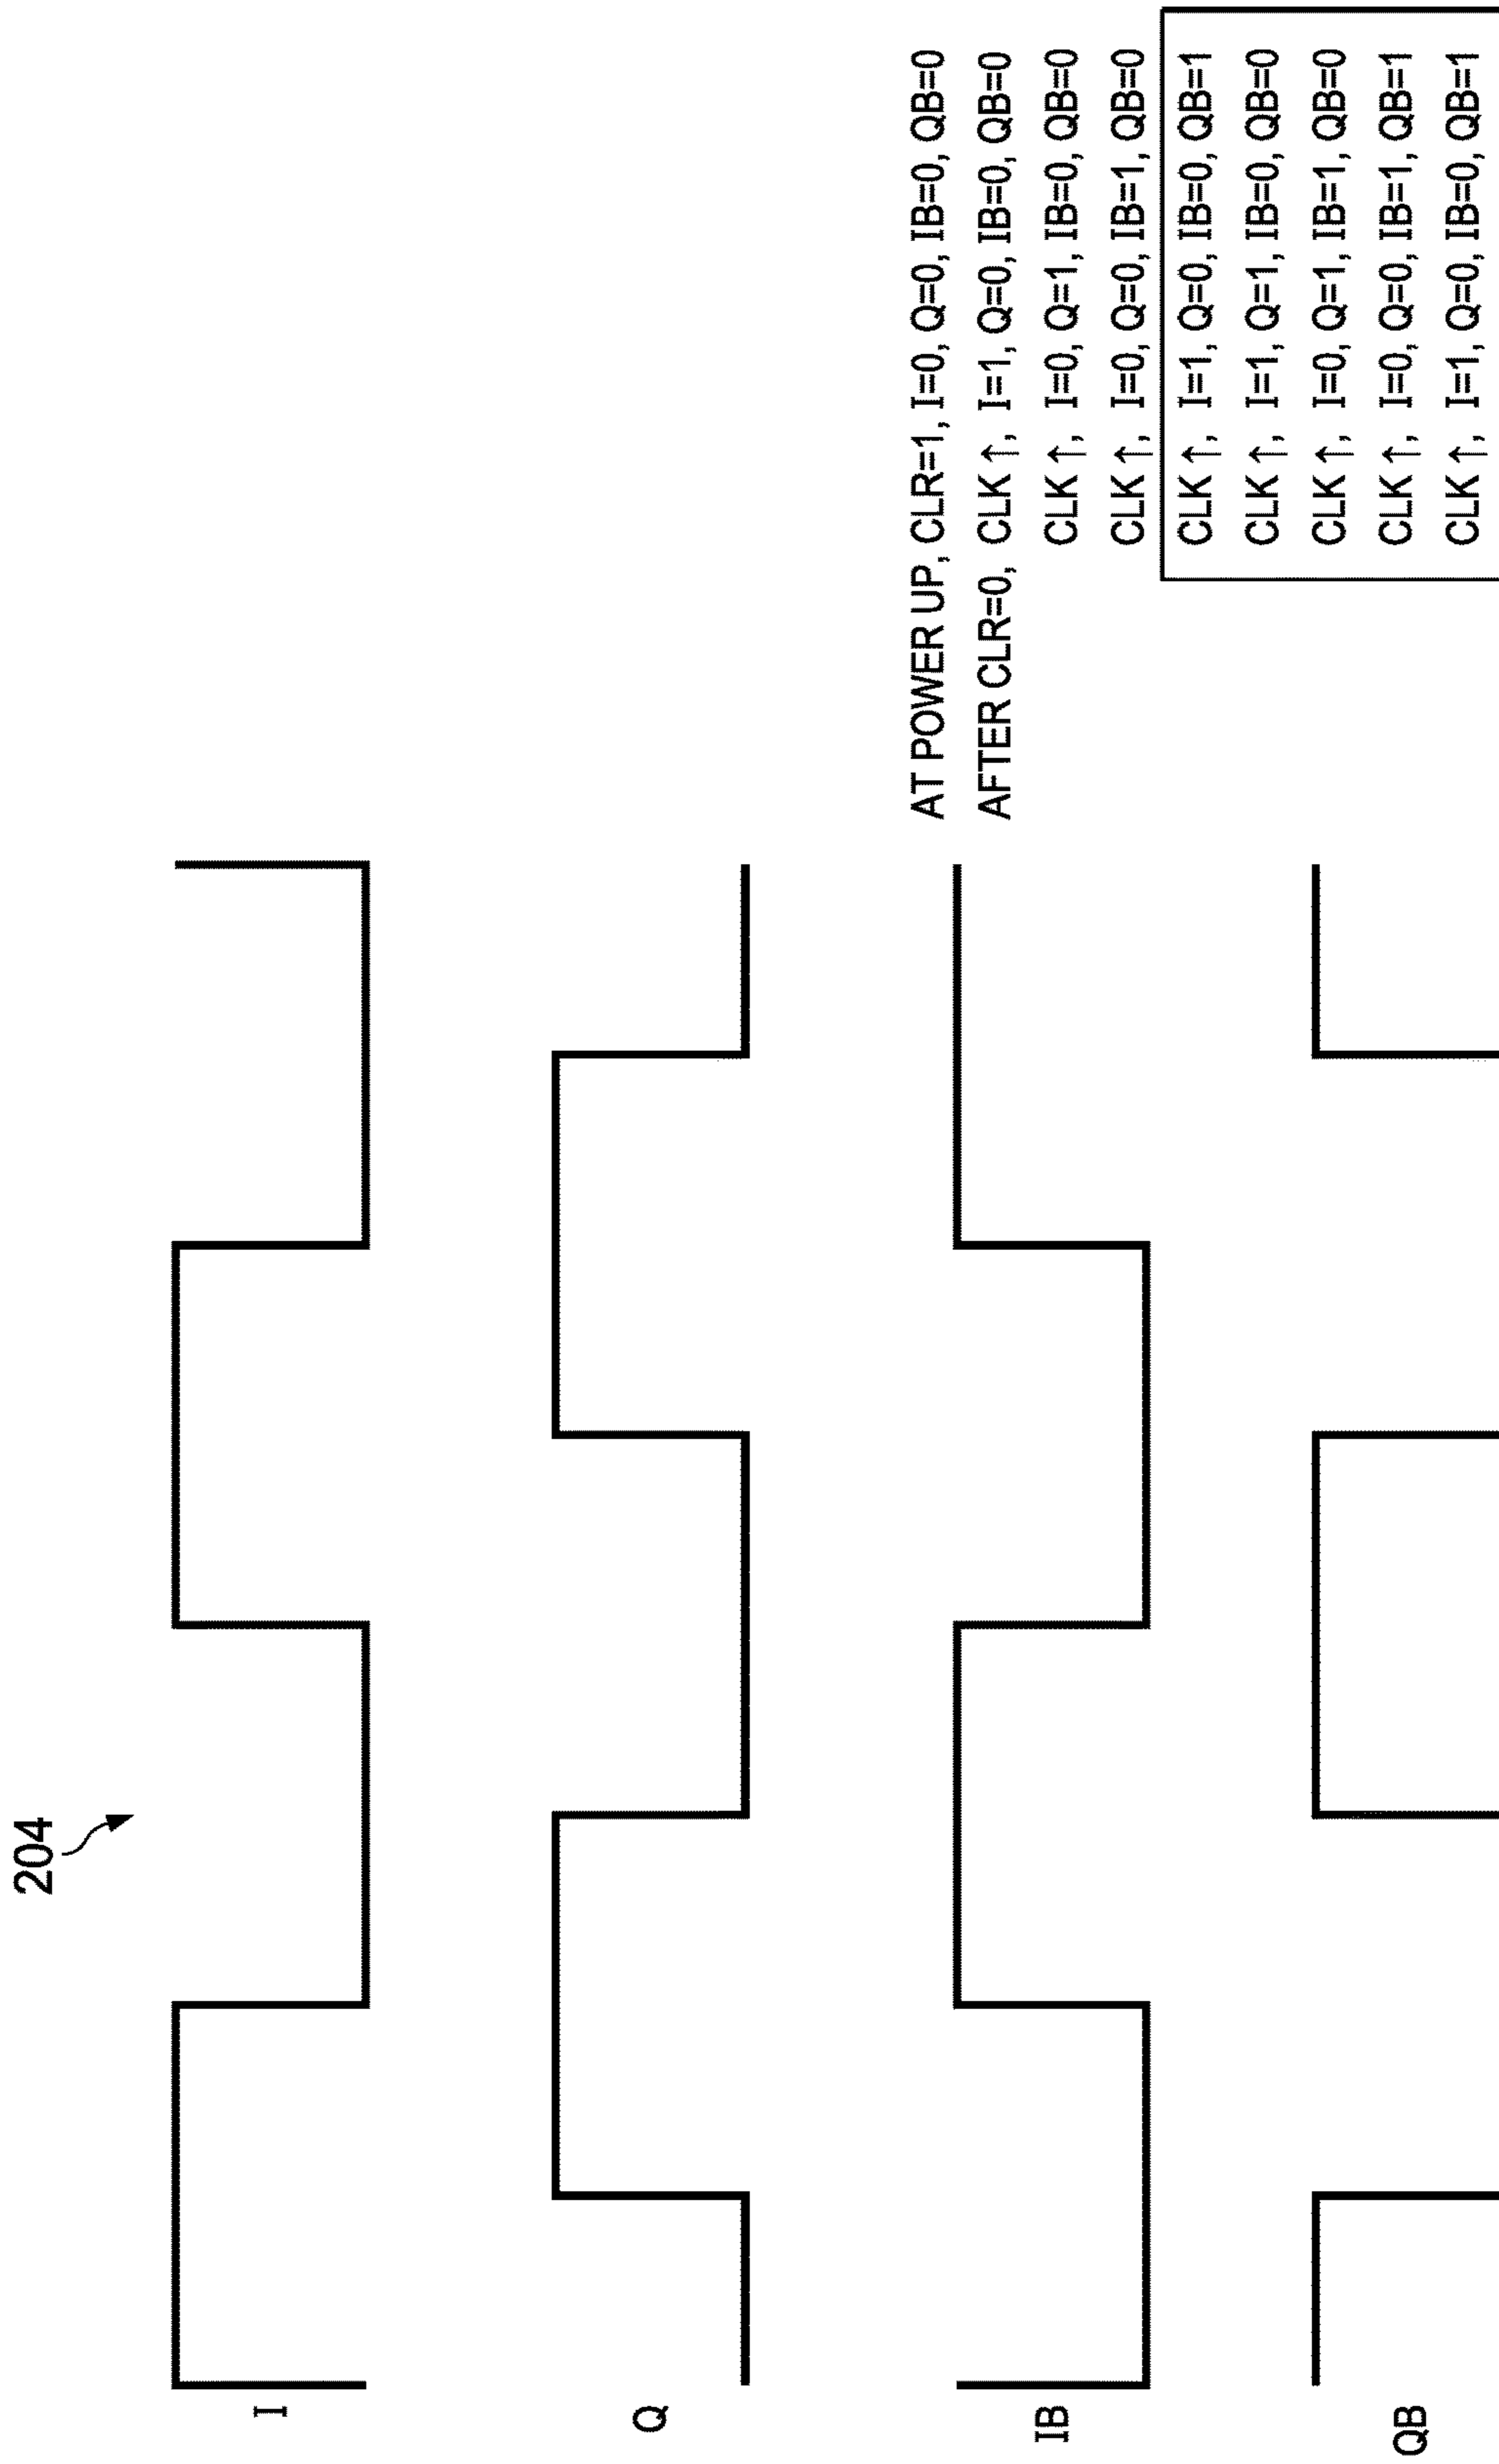 204
I
Q
IB
QB
AT POWER UP, CLR=1, I=0, Q=0, IB=0, QB=0
AFTER CLR=0, CLK ↑, I=1, Q=0, IB=0, QB=0
CLK ↑, I=0, Q=1, IB=0, QB=0
CLK ↑, I=0, Q=0, IB=1, QB=0
CLK ↑, I=1, Q=0, IB=0, QB=1
CLK ↑, I=1, Q=1, IB=0, QB=0
CLK ↑, I=0, Q=1, IB=1, QB=0
CLK ↑, I=0, Q=0, IB=1, QB=1
CLK ↑, I=1, Q=0, IB=0, QB=1